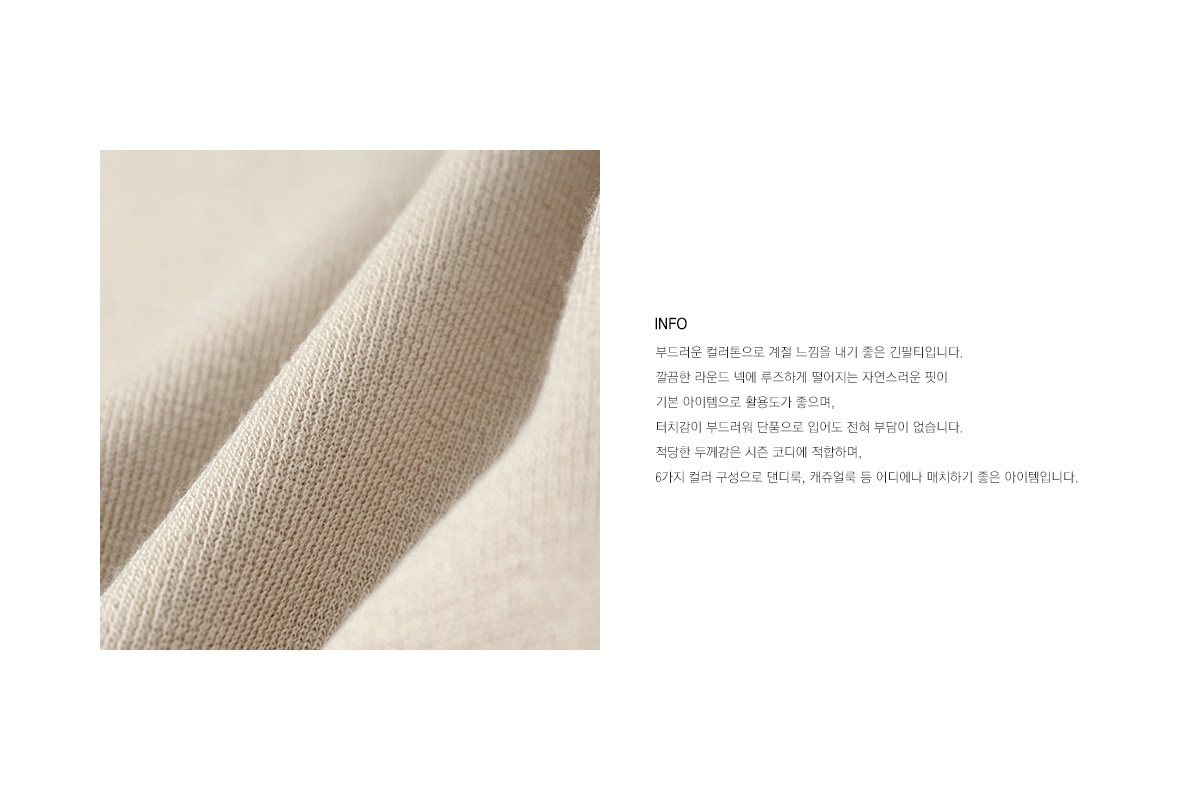 INFO
부드러운 컬러톤으로 계절 느낌을 내기 좋은 긴팔티입니다.
깔끔한 라운드 넥에 루즈하게 떨어지는 자연스러운 핏이
기본 아이템으로 활용도가 좋으며,
터치감이 부드러워 단품으로 입어도 전혀 부담이 없습니다.
적당한 두께감은 시즌 코디에 적합하며,
6가지 컬러 구성으로 댄디룩, 캐쥬얼룩 등 어디에나 매치하기 좋은 아이템입니다.